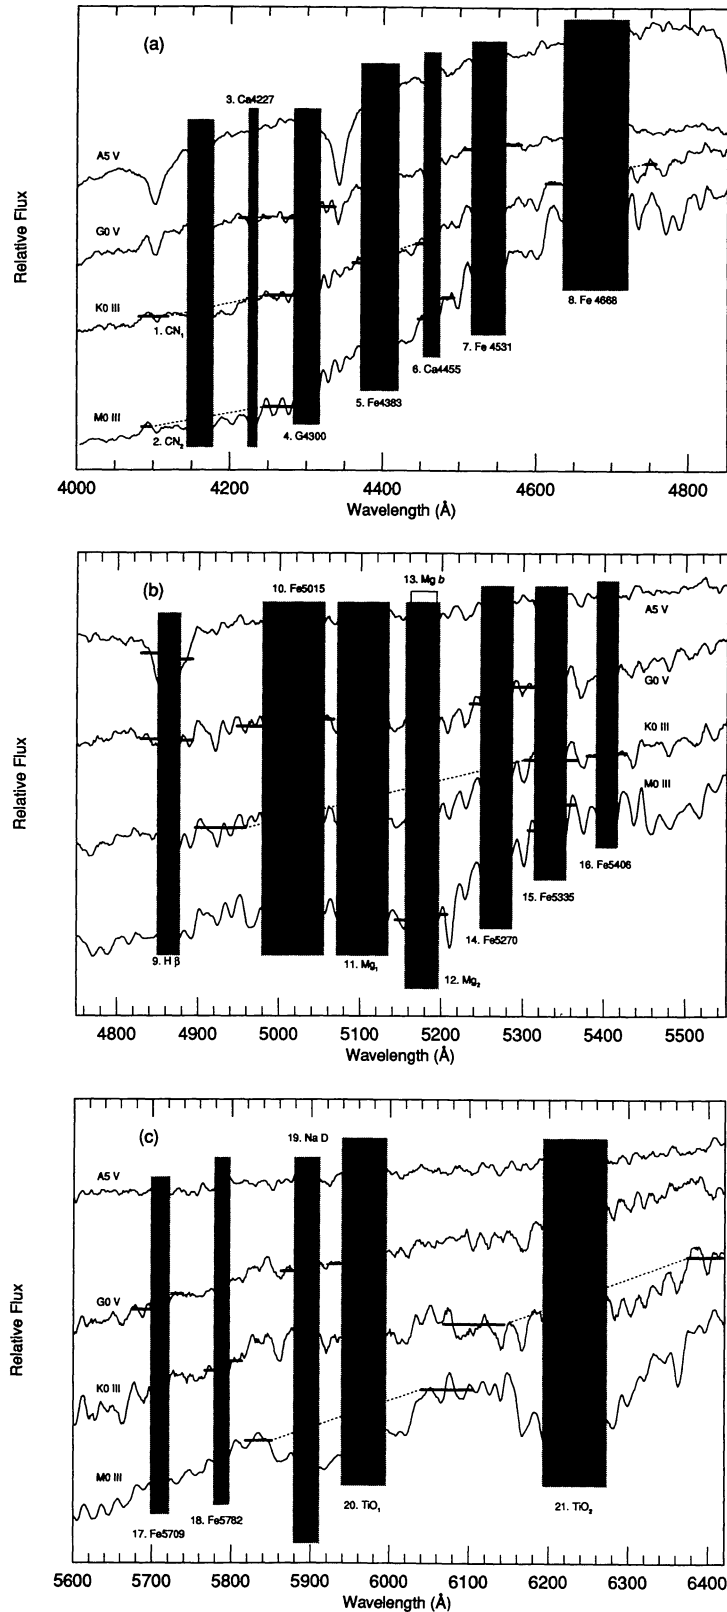 (a)
3. Ca4227
A5 V
G0 V
K0 III
M0 III
1. CN1
2. CN2
4. G4300
5. Fe4383
6. Ca4455
7. Fe 4531
8. Fe 4668
Relative Flux
4000 4200 4400 4600 4800
Wavelength (Å)
(b)
10. Fe5015
13. Mg b
A5 V
G0 V
K0 III
M0 III
9. H β
11. Mg1
12. Mg2
14. Fe5270
15. Fe5335
16. Fe5406
Relative Flux
4800 4900 5000 5100 5200 5300 5400 5500
Wavelength (Å)
(c)
19. Na D
A5 V
G0 V
K0 III
M0 III
17. Fe5709
18. Fe5782
20. TiO1
21. TiO2
Relative Flux
5600 5700 5800 5900 6000 6100 6200 6300 6400
Wavelength (Å)